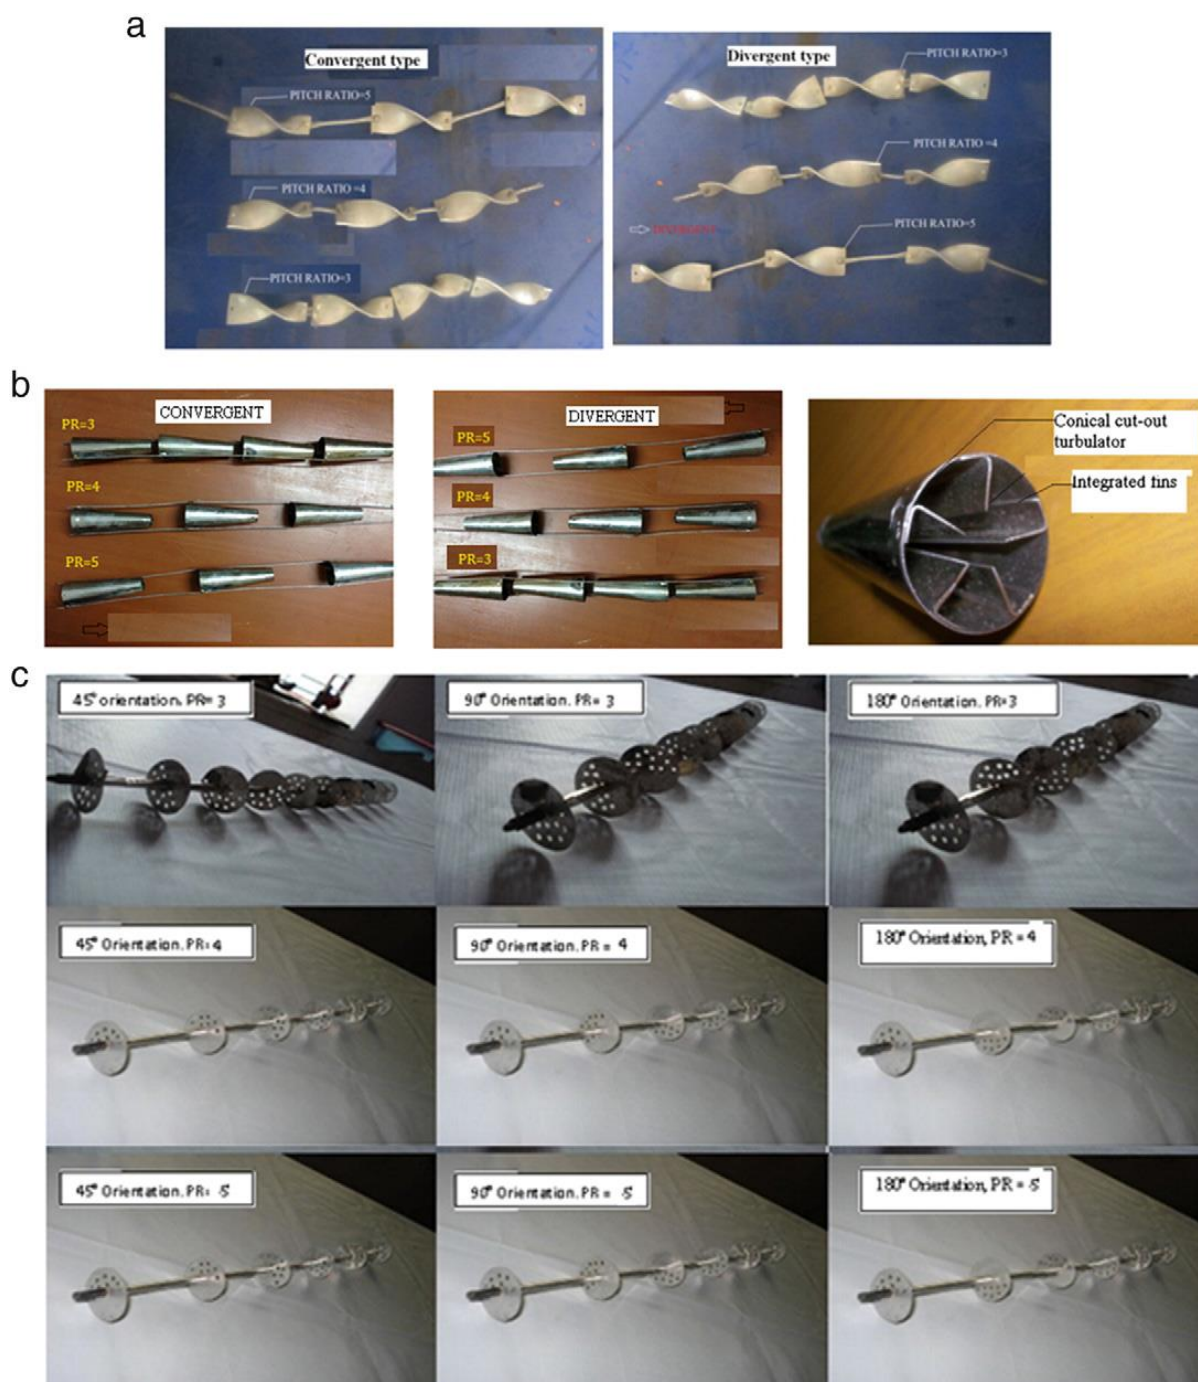 a
Convergent type
PITCH RATIO=5
PITCH RATIO =4
PITCH RATIO=3
Divergent type
PITCH RATIO=3
PITCH RATIO =4
DIVERGENT
PITCH RATIO=5
b
CONVERGENT
PR=3
PR=4
PR=5
DIVERGENT
PR=5
PR=4
PR=3
Conical cut-out
turbulator
Integrated fins
c
45° orientation. PR= 3
90° Orientation. PR= 3
180° Orientation. PR=3
45° Orientation. PR=4
90° Orientation. PR = 4
180° Orientation, PR = 4
45° Orientation. PR= 5
90° Orientation. PR = 5
180° Orientation, PR = 5